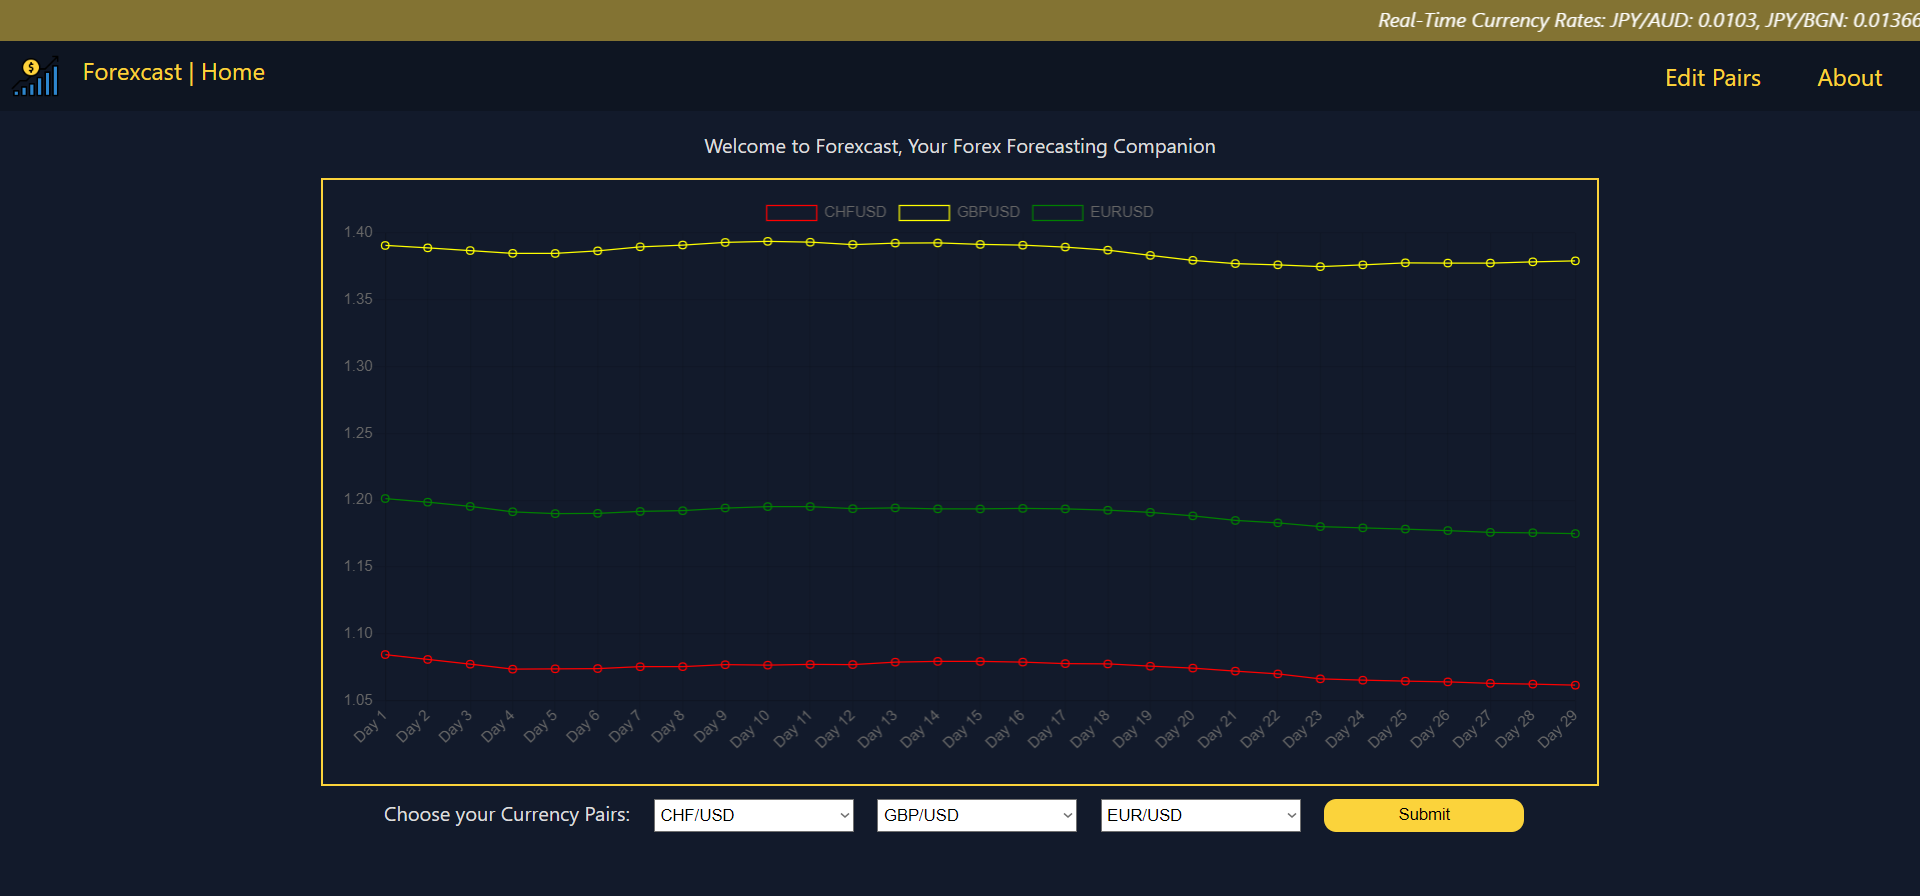 Real-Time Currency Rates: JPY/AUD: 0.0103, JPY/BGN: 0.01366
$
Forexcast | Home
Edit Pairs
About
Welcome to Forexcast, Your Forex Forecasting Companion
CHFUSD
GBPUSD
EURUSD
1.40
1.35
1.30
1.25
1.20
1.15
1.10
1.05
Day 1
Day 2
Day 3
Day 4
Day 5
Day 6
Day 7
Day 8
Day 9
Day 10
Day 11
Day 12
Day 13
Day 14
Day 15
Day 16
Day 17
Day 18
Day 19
Day 20
Day 21
Day 22
Day 23
Day 24
Day 25
Day 26
Day 27
Day 28
Day 29
Choose your Currency Pairs:
CHF/USD
GBP/USD
EUR/USD
Submit